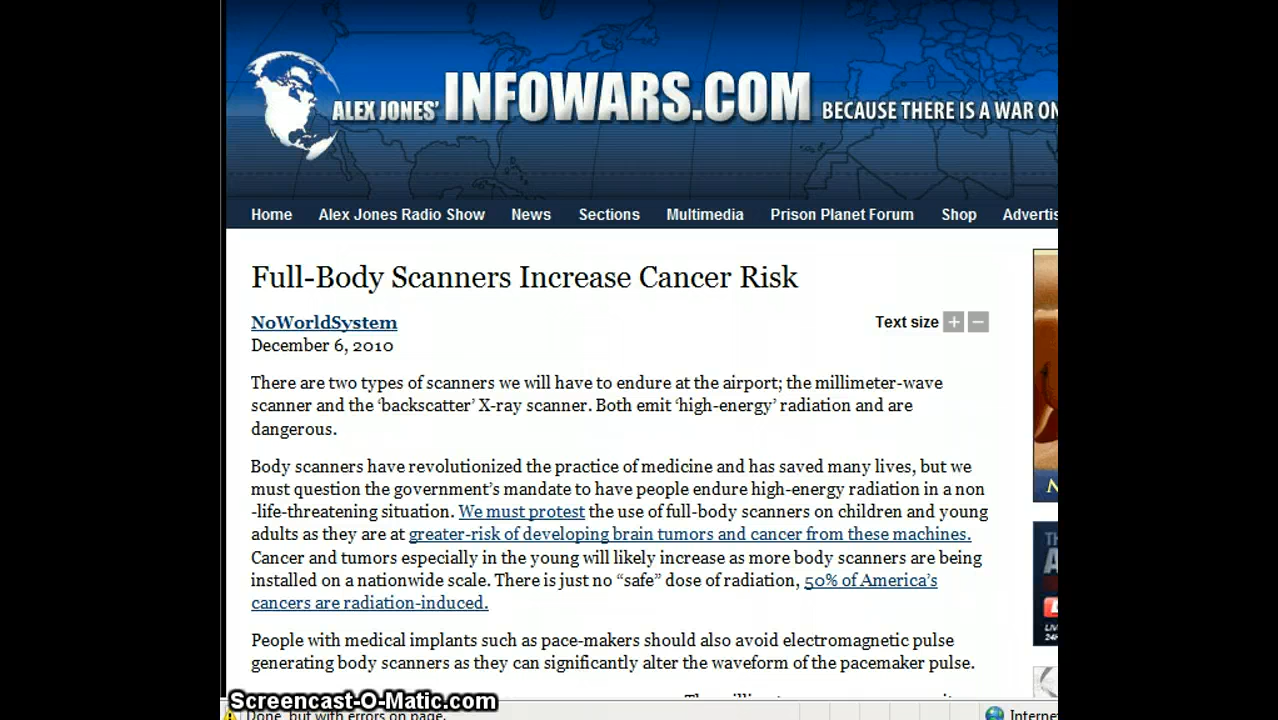 ALEX JONES' INFOWARS.COM BECAUSE THERE IS A WAR ON
Home Alex Jones Radio Show News Sections Multimedia Prison Planet Forum Shop Advertis
Full-Body Scanners Increase Cancer Risk
NoWorldSystem
Text size + −
December 6, 2010
There are two types of scanners we will have to endure at the airport; the millimeter-wave
scanner and the ‘backscatter’ X-ray scanner. Both emit ‘high-energy’ radiation and are
dangerous.
Body scanners have revolutionized the practice of medicine and has saved many lives, but we
must question the government’s mandate to have people endure high-energy radiation in a non
-life-threatening situation. We must protest the use of full-body scanners on children and young
adults as they are at greater-risk of developing brain tumors and cancer from these machines.
Cancer and tumors especially in the young will likely increase as more body scanners are being
installed on a nationwide scale. There is just no “safe” dose of radiation, 50% of America’s
cancers are radiation-induced.
People with medical implants such as pace-makers should also avoid electromagnetic pulse
generating body scanners as they can significantly alter the waveform of the pacemaker pulse.
Screencast-O-Matic.com
Done, but with errors on page.
Interne